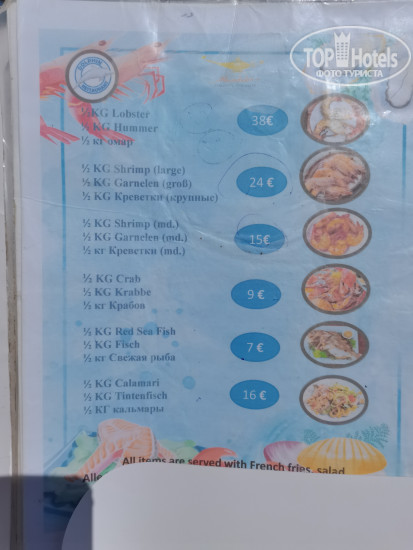 TOP Hotels
ФОТО ТУРИСТА
½KG Lobster
KG Hummer
½ кг омар
38€
½ KG Shrimp (large)
½ KG Garnelen (groß)
½ KG Креветки (крупные)
24 €
½ KG Shrimp (md.)
½ KG Garnelen (md.)
½ кг Креветки (md.)
15€
½ KG Crab
½ KG Krabbe
½ кг Крабов
9 €
½ KG Red Sea Fish
½ KG Fisch
½ кг Свежая рыба
7 €
½ KG Calamari
½ KG Tintenfisch
½ КГ кальмары
16 €
All items are served with French fries, salad